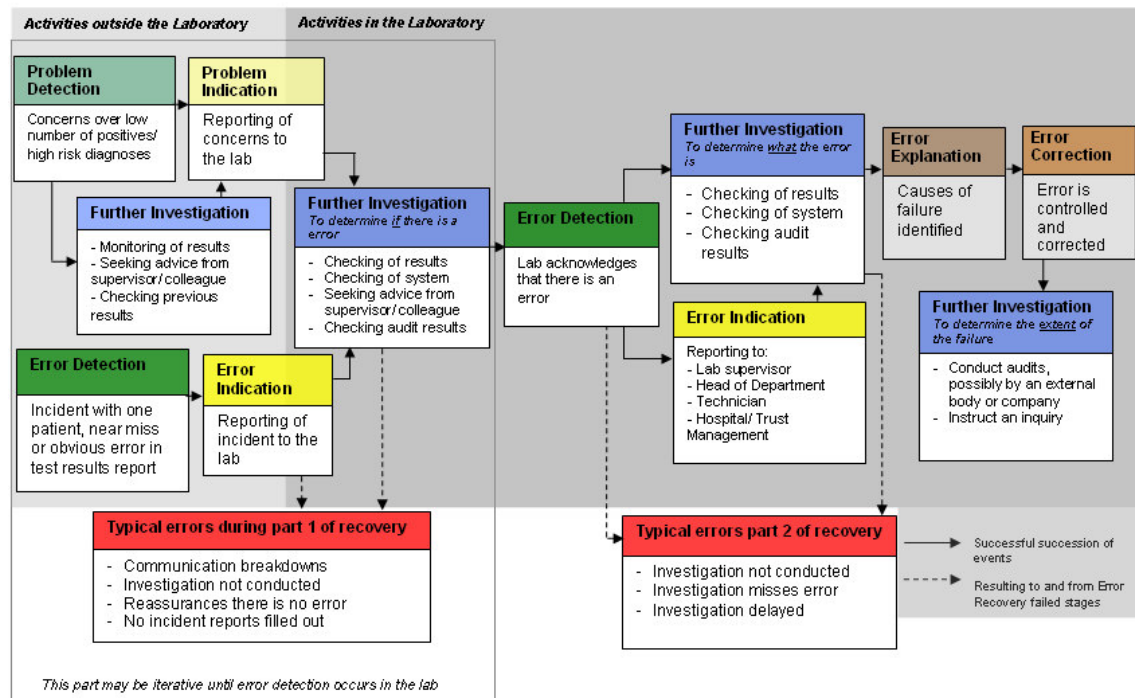 Activities outside the Laboratory
Activities in the Laboratory
Problem
Detection
Concerns over low
number of positives/
high risk diagnoses
Problem
Indication
Reporting of
concerns to
the lab
Further Investigation
- Monitoring of results
- Seeking advice from
supervisor/ colleague
- Checking previous
results
Further Investigation
To determine if there is a
error
- Checking of results
- Checking of system
- Seeking advice from
supervisor/ colleague
- Checking audit results
Error Detection
Incident with one
patient, near miss
or obvious error in
test results report
Error
Indication
Reporting of
incident to the
lab
Error Detection
Lab acknowledges
that there is an
error
Further Investigation
To determine what the error
is
- Checking of results
- Checking of system
- Checking audit
results
Error
Explanation
Causes of
failure
identified
Error
Correction
Error is
controlled
and
corrected
Error Indication
Reporting to:
- Lab supervisor
- Head of Department
- Technician
- Hospital/ Trust
Management
Further Investigation
To determine the extent of
the failure
- Conduct audits,
possibly by an external
body or company
- Instruct an inquiry
Typical errors during part 1 of recovery
- Communication breakdowns
- Investigation not conducted
- Reassurances there is no error
- No incident reports filled out
Typical errors part 2 of recovery
- Investigation not conducted
- Investigation misses error
- Investigation delayed
Successful succession of
events
Resulting to and from Error
Recovery failed stages
This part may be iterative until error detection occurs in the lab